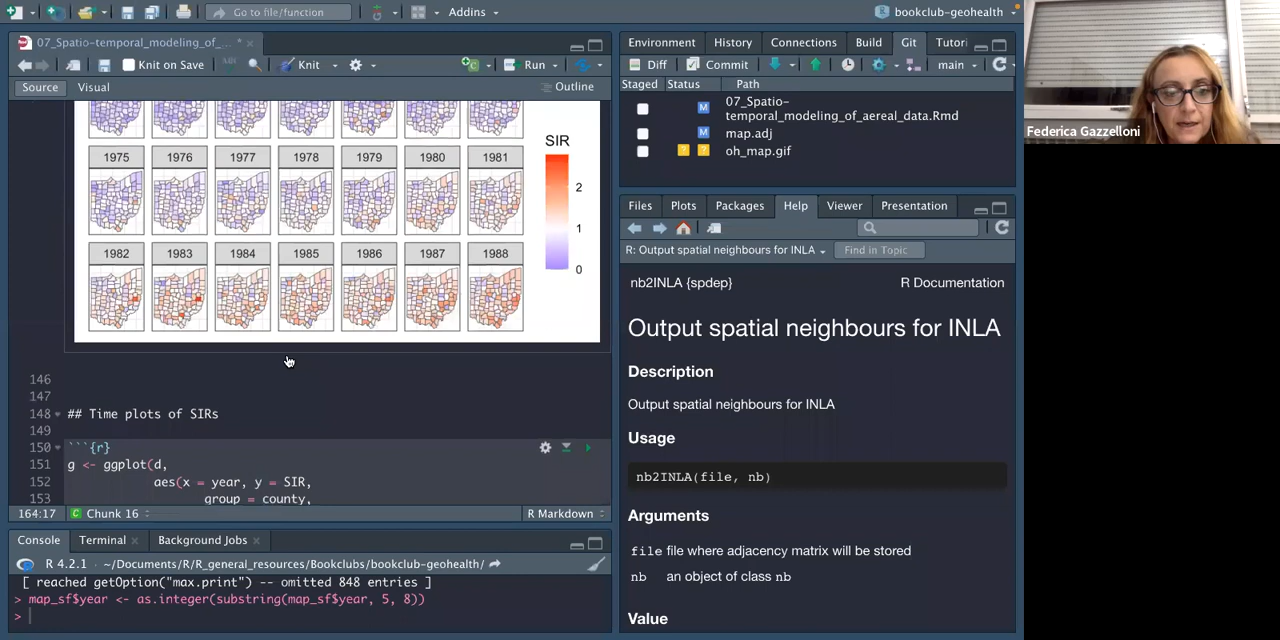 Go to file/function
Addins
bookclub-geohealth
07_Spatio-temporal_modeling_of_... *
Knit on Save
ABC
Knit
Run
Source
Visual
Outline
SIR
1975 1976 1977 1978 1979 1980 1981
2
1
1982 1983 1984 1985 1986 1987 1988
0
146
147
148 ## Time plots of SIRs
149
150 ```{r}
151 g <- ggplot(d,
152 aes(x = year, y = SIR,
153 group = county,
164:17 Chunk 16 R Markdown
Console Terminal Background Jobs
R 4.2.1 · ~/Documents/R/R_general_resources/Bookclubs/bookclub-geohealth/
[ reached getOption("max.print") -- omitted 848 entries ]
> map_sf$year <- as.integer(substring(map_sf$year, 5, 8))
>
Environment History Connections Build Git Tutori
Diff Commit main
Staged Status Path
M 07_Spatio-
temporal_modeling_of_aereal_data.Rmd
M map.adj
? ? oh_map.gif
Files Plots Packages Help Viewer Presentation
R: Output spatial neighbours for INLA Find in Topic
nb2INLA {spdep} R Documentation
Output spatial neighbours for INLA
Description
Output spatial neighbours for INLA
Usage
nb2INLA(file, nb)
Arguments
file file where adjacency matrix will be stored
nb an object of class nb
Value
Federica Gazzelloni